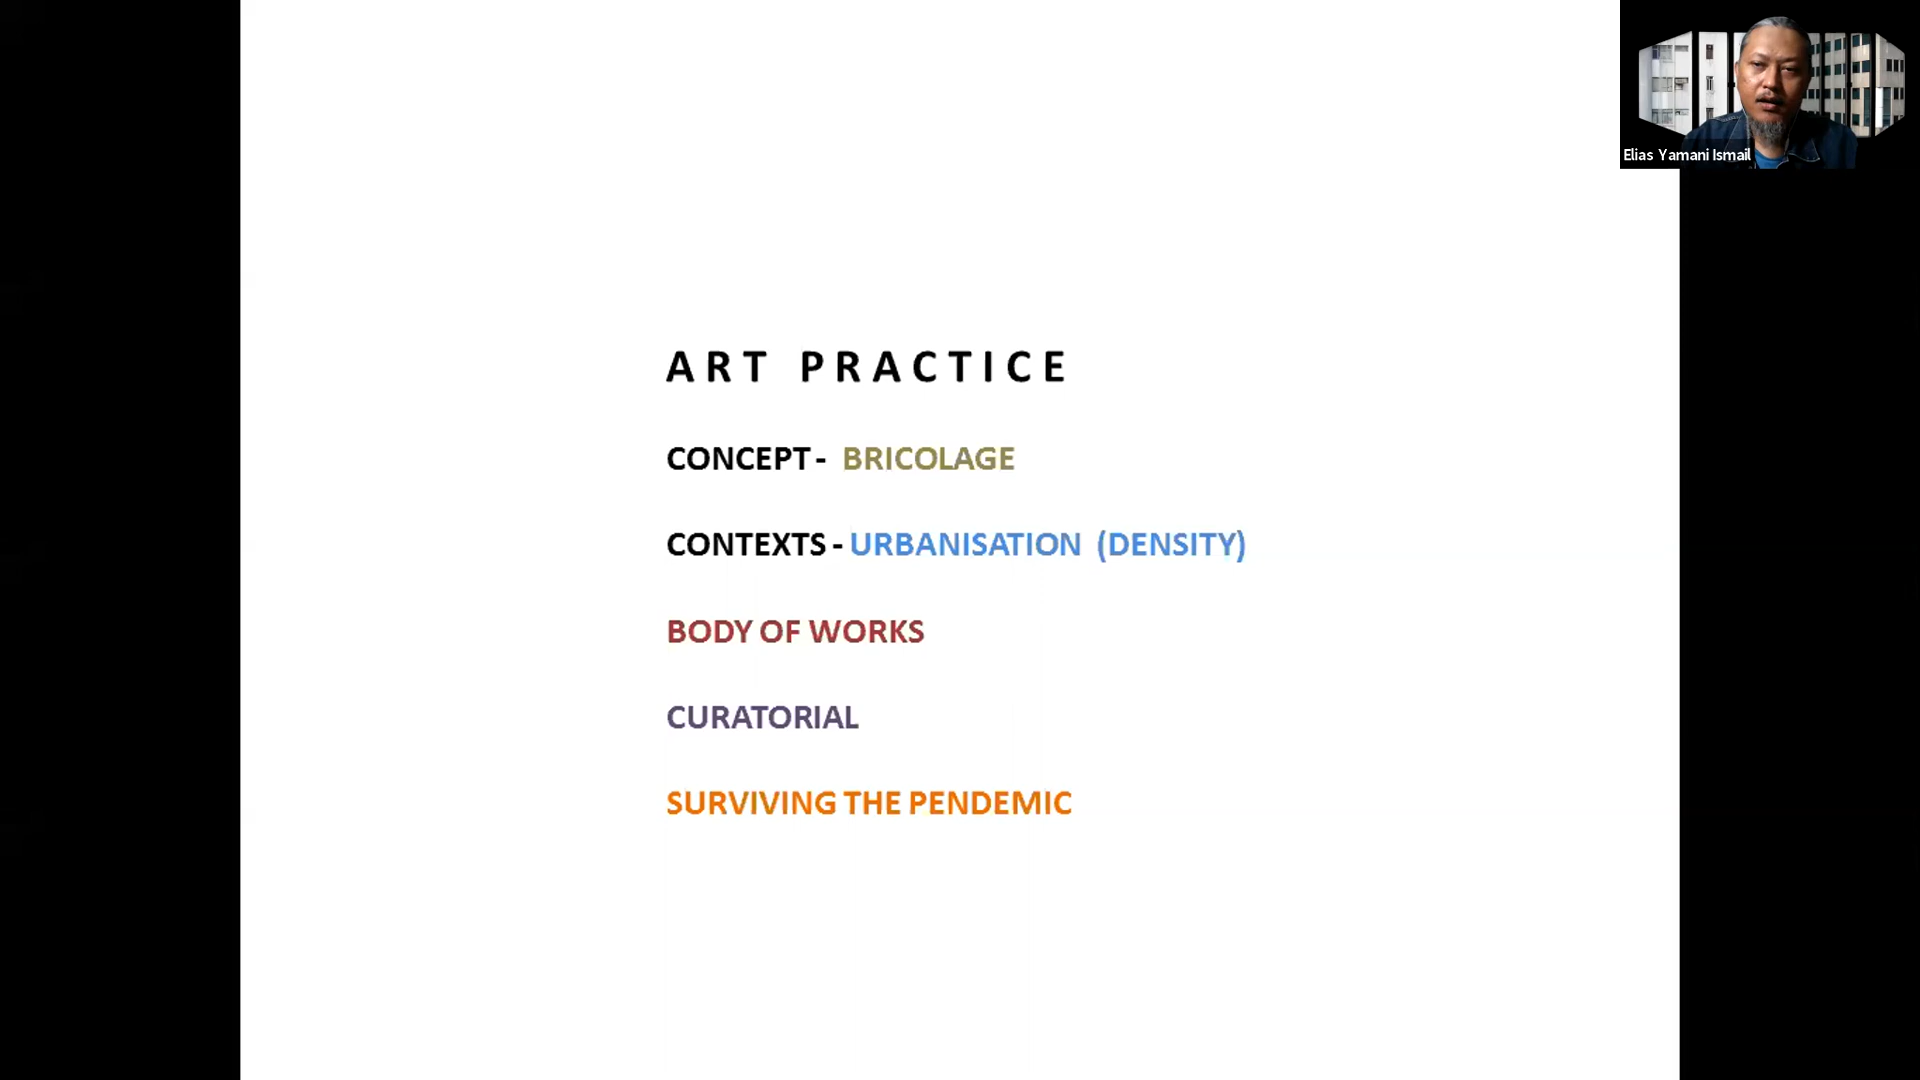 Elias Yamani Ismail
ART PRACTICE
CONCEPT - BRICOLAGE
CONTEXTS - URBANISATION (DENSITY)
BODY OF WORKS
CURATORIAL
SURVIVING THE PENDEMIC